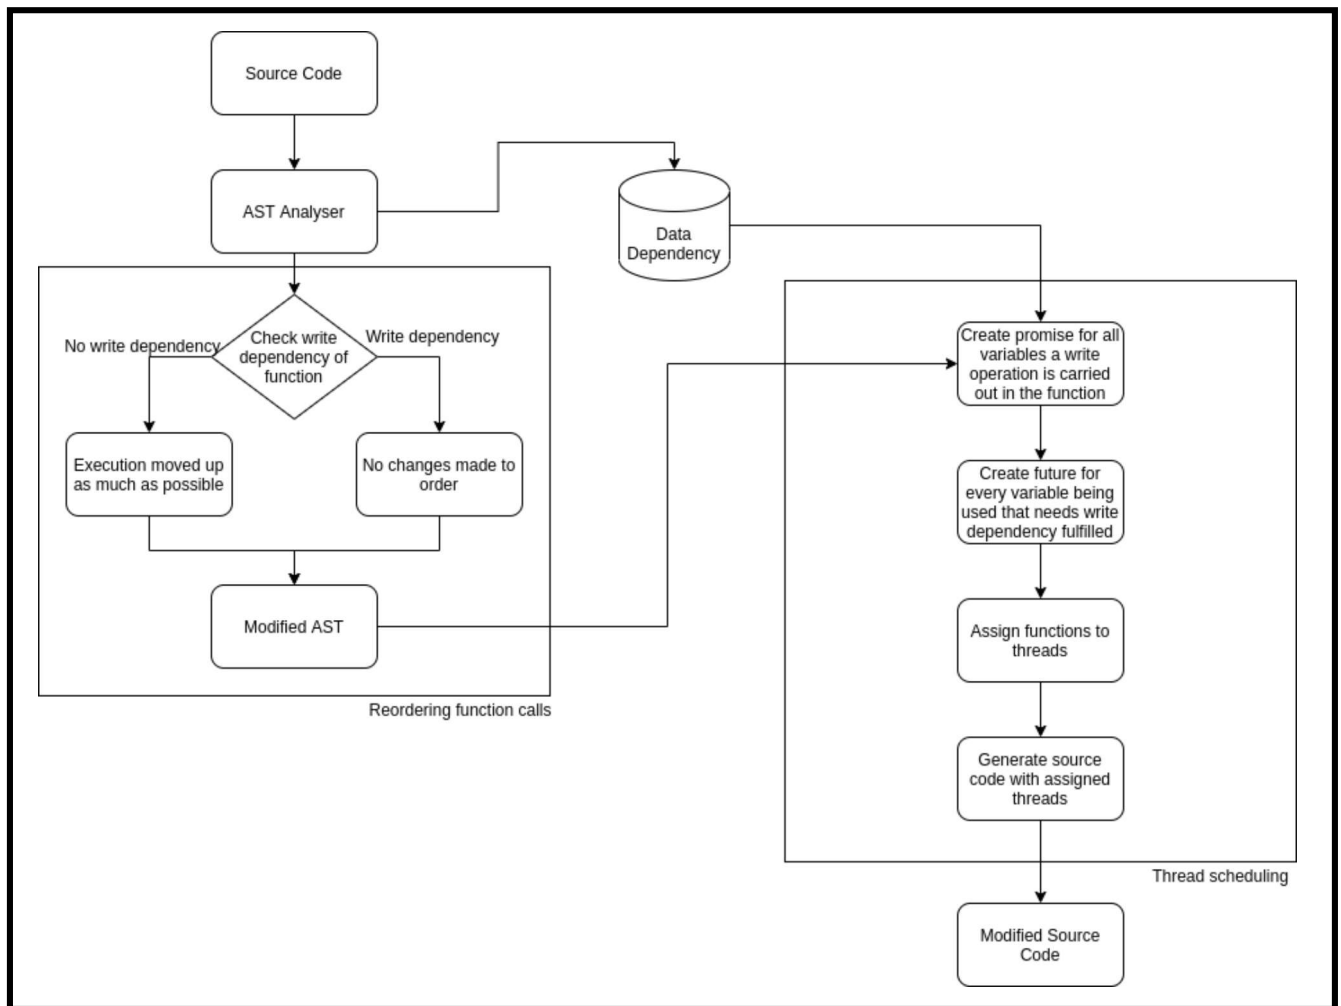 Source Code
AST Analyser
Data
Dependency
No write dependency
Check write
dependency of
function
Write dependency
Execution moved up
as much as possible
No changes made to
order
Modified AST
Reordering function calls
Create promise for all
variables a write
operation is carried
out in the function
Create future for
every variable being
used that needs write
dependency fulfilled
Assign functions to
threads
Generate source
code with assigned
threads
Thread scheduling
Modified Source
Code